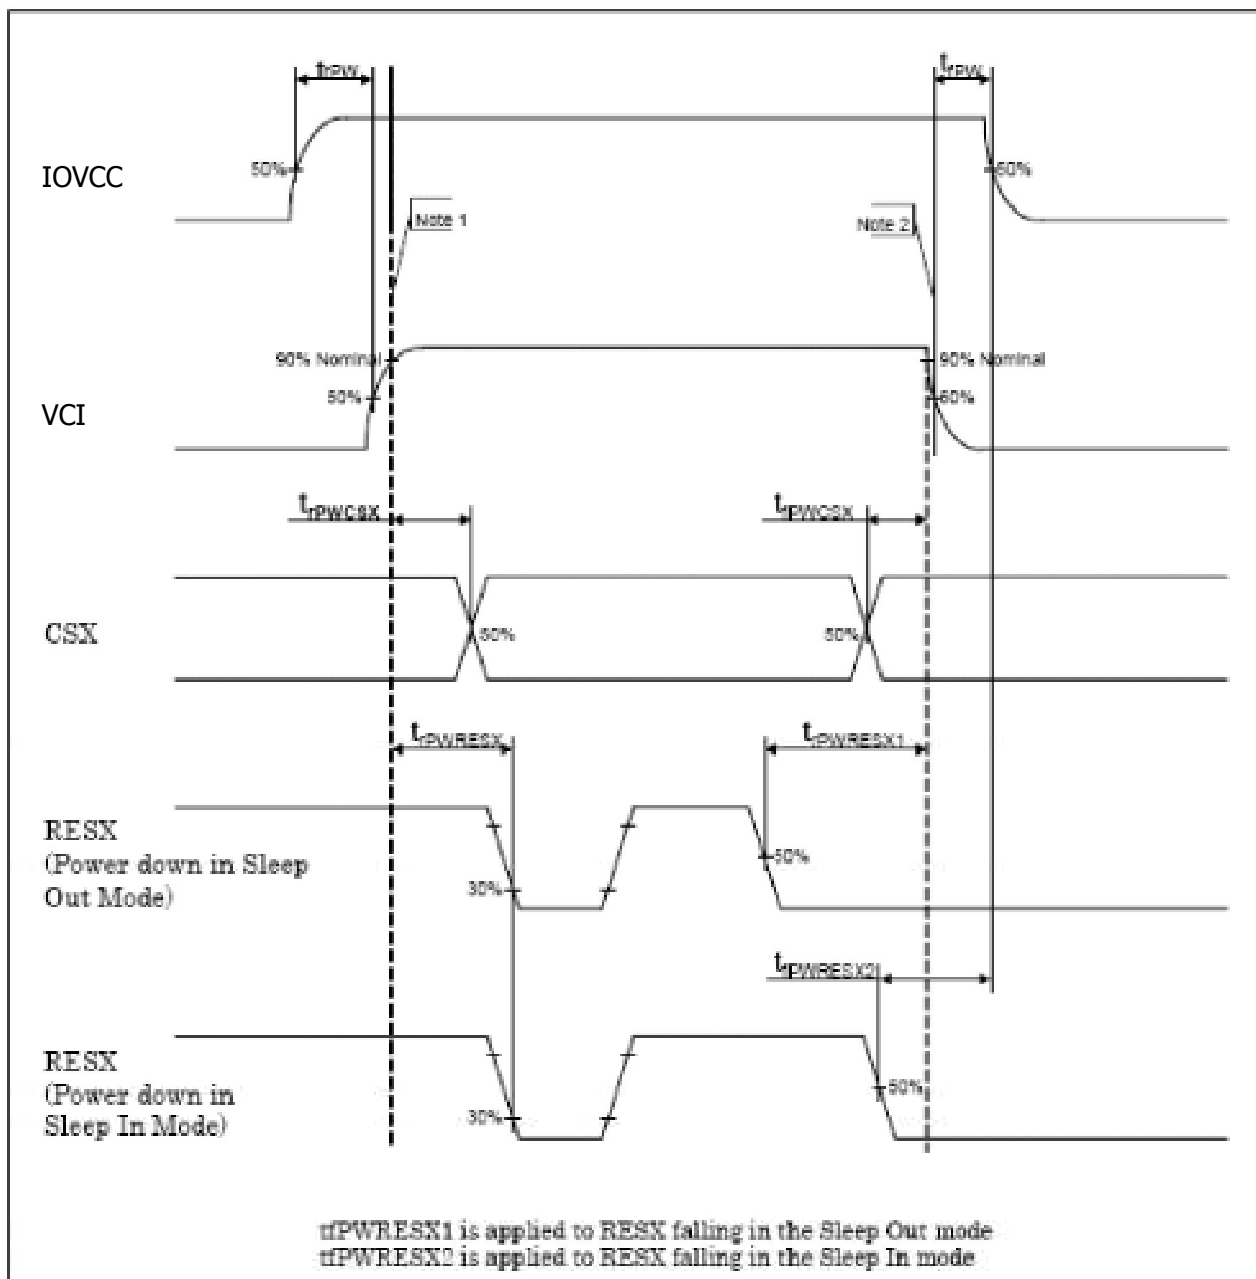 trPW
tfPW
IOVCC
50%
50%
Note 1
Note 2
90% Nominal
90% Nominal
50%
50%
VCI
trPWCSX
tfPWCSX
CSX
50%
50%
trPWRESX
tfPWRESX1
RESX
(Power down in Sleep
Out Mode)
50%
30%
tfPWRESX2
RESX
(Power down in
Sleep In Mode)
50%
30%
tfPWRESX1 is applied to RESX falling in the Sleep Out mode
tfPWRESX2 is applied to RESX falling in the Sleep In mode